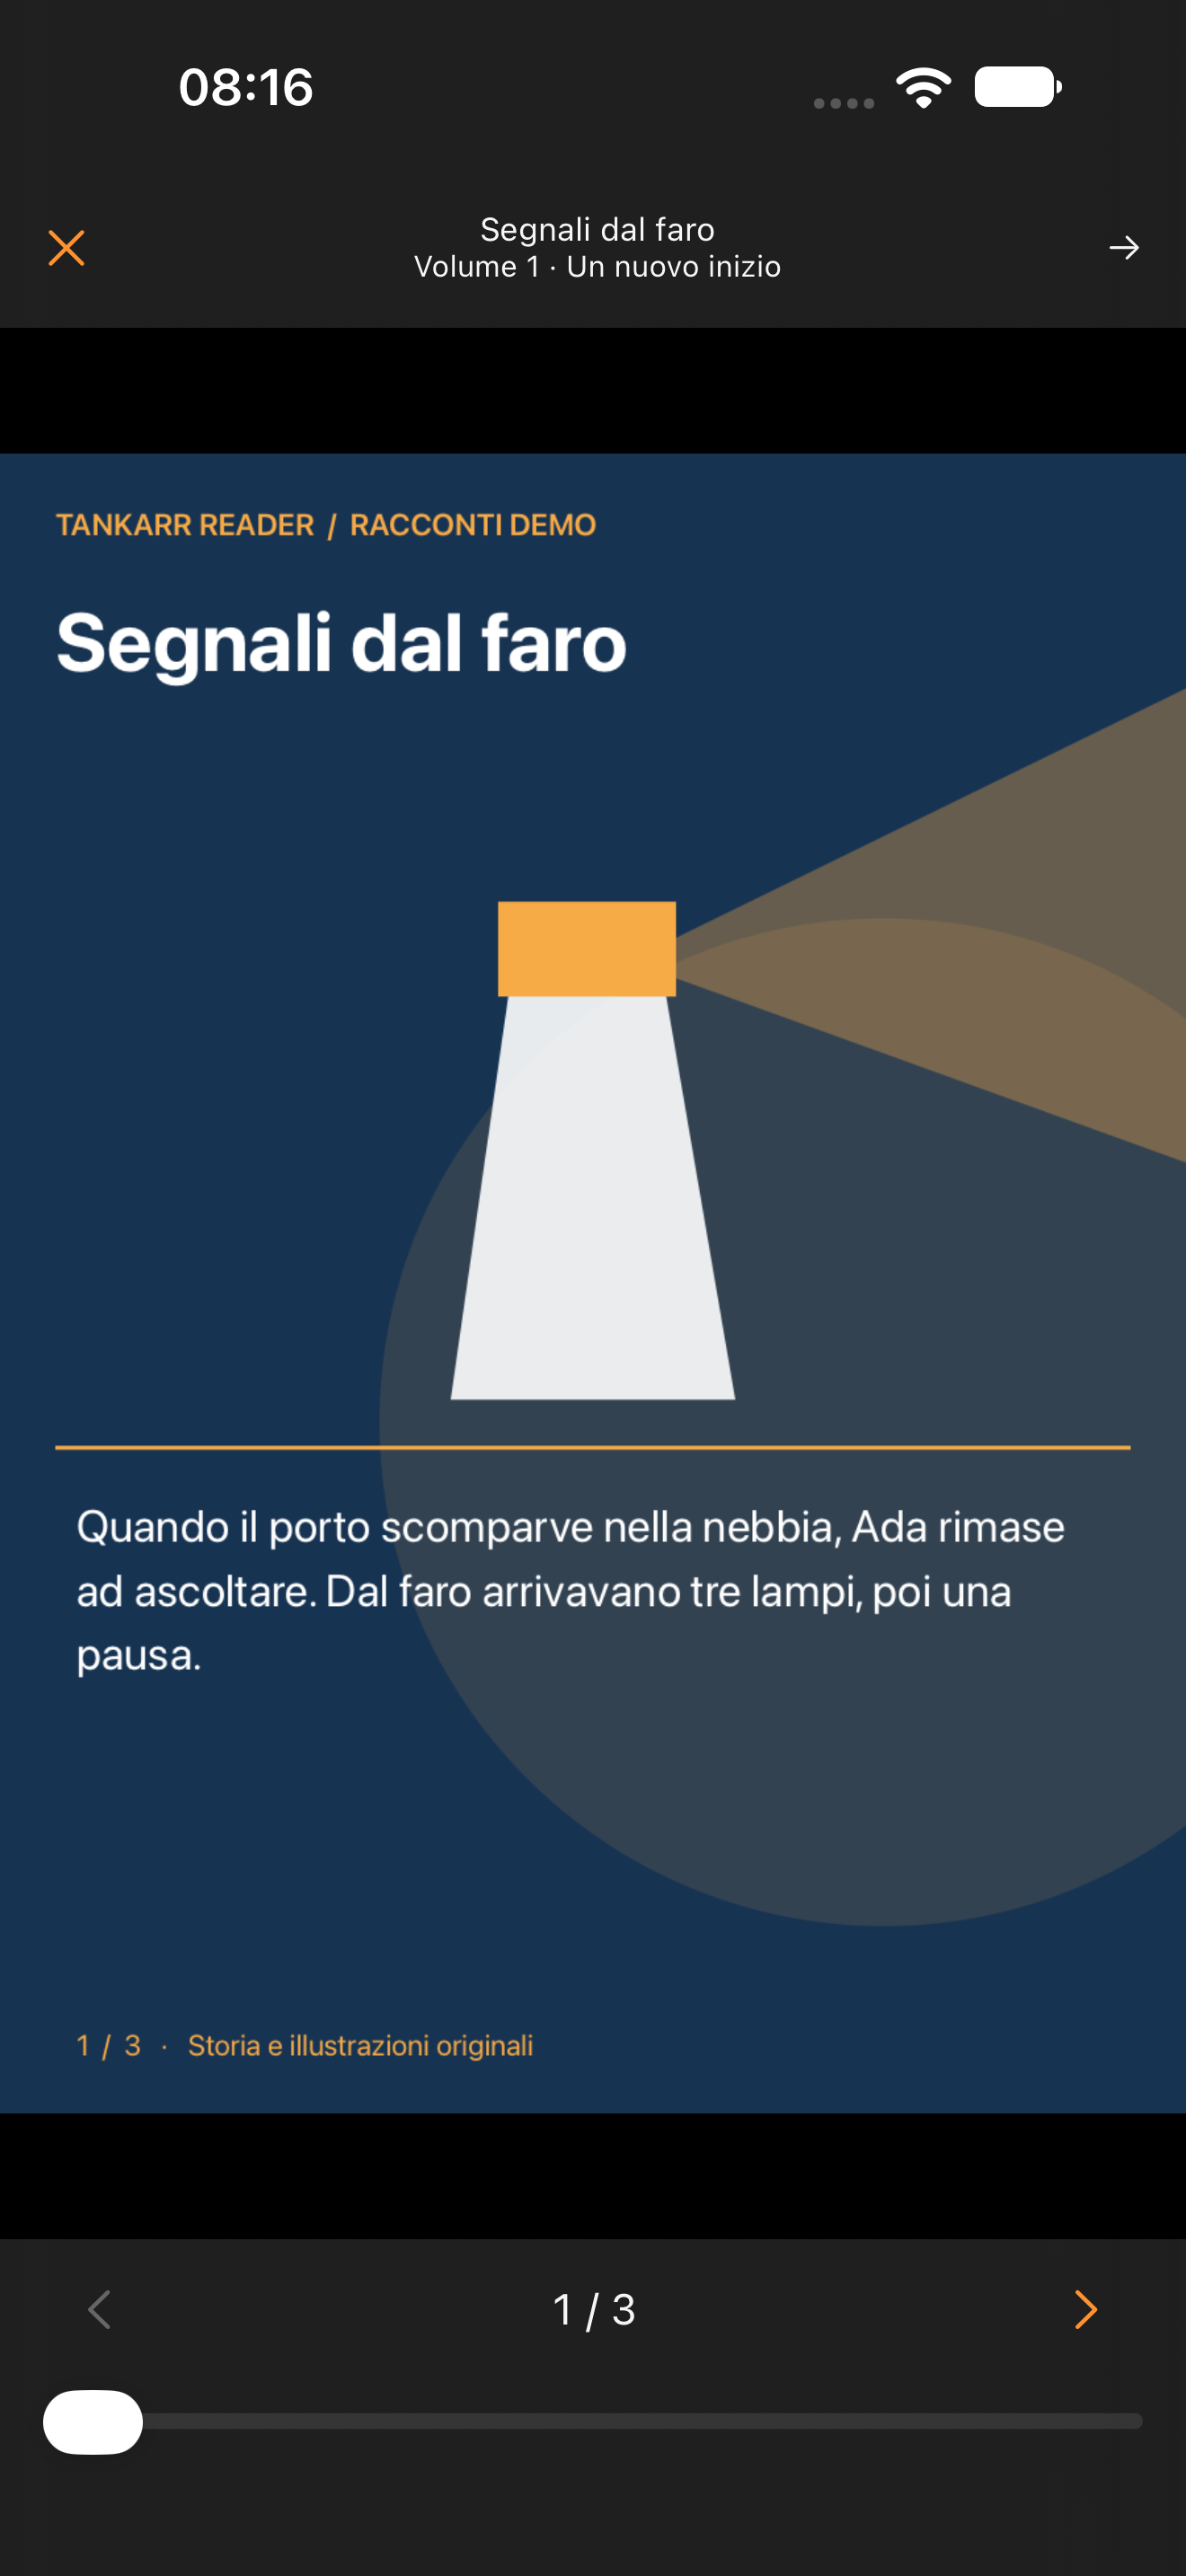 08:16
Segnali dal faro
Volume 1 · Un nuovo inizio
TANKARR READER / RACCONTI DEMO
Segnali dal faro
Quando il porto scomparve nella nebbia, Ada rimase
ad ascoltare. Dal faro arrivavano tre lampi, poi una
pausa.
1 / 3 · Storia e illustrazioni originali
1 / 3